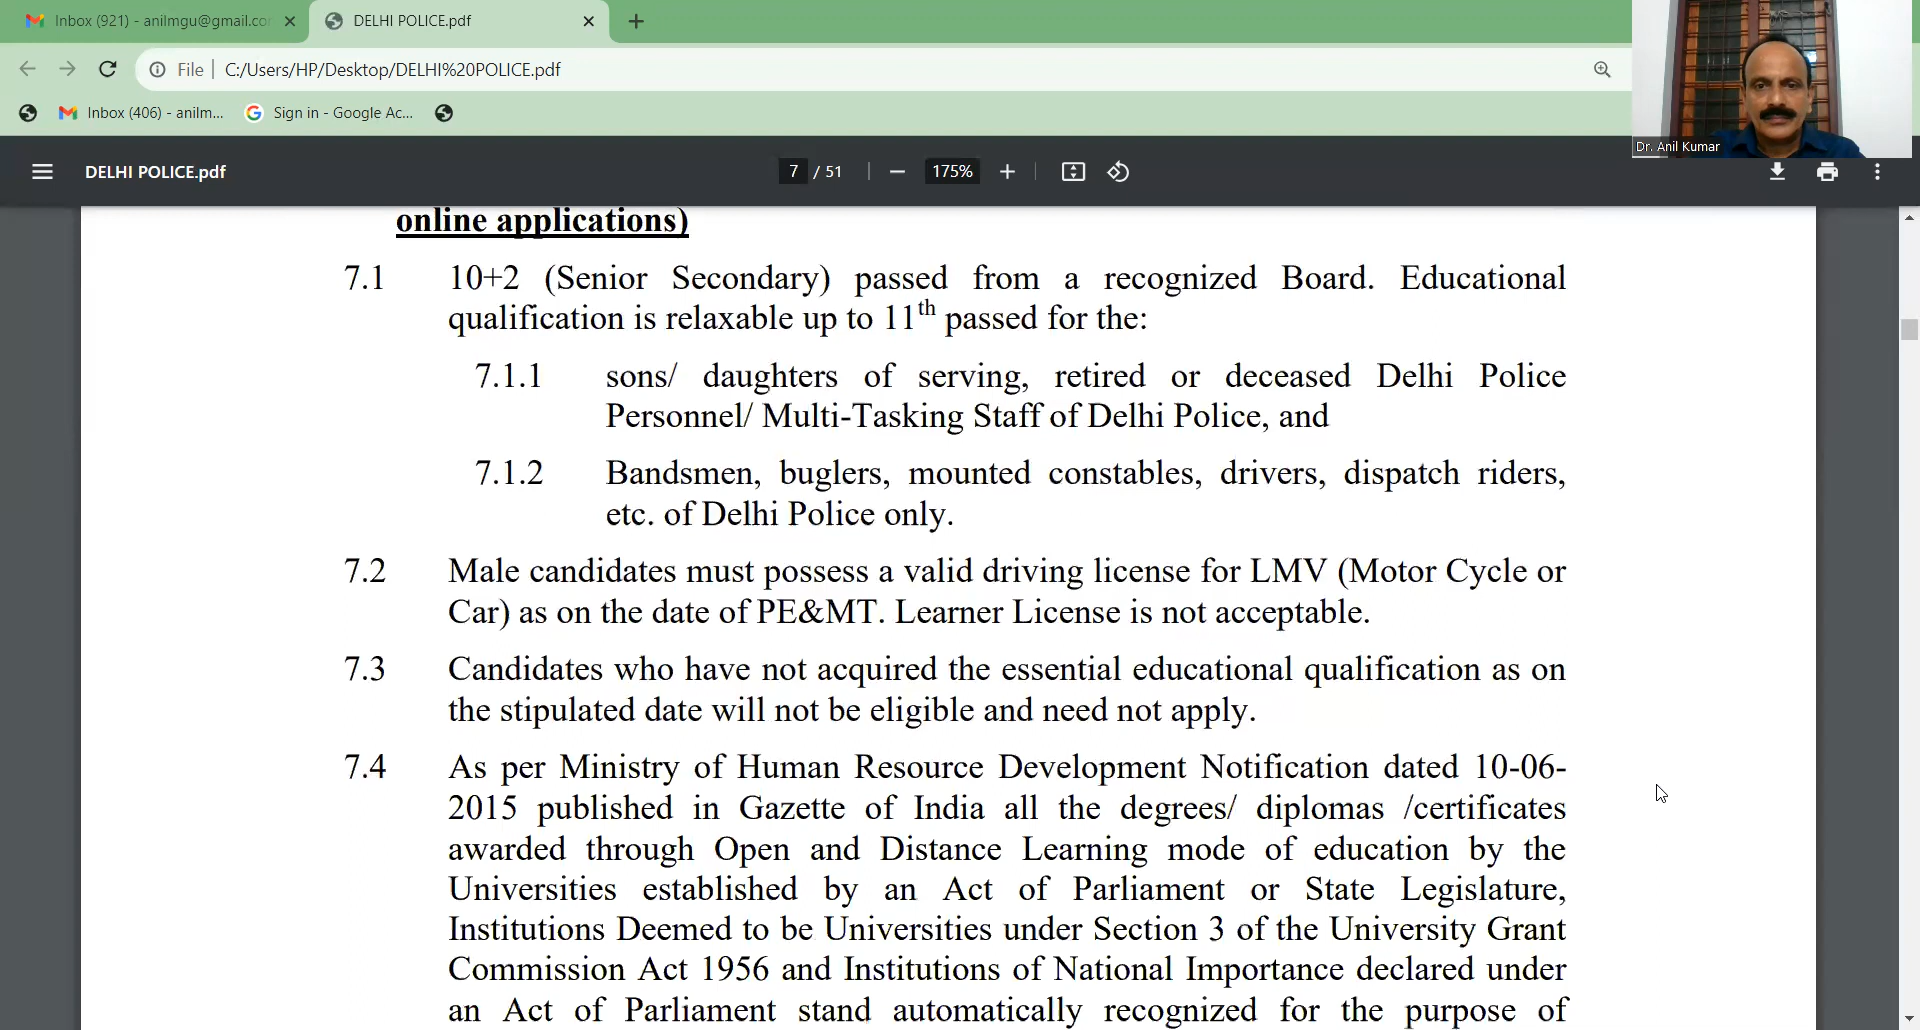 Inbox (921) - anilmgu@gmail.co
DELHI POLICE.pdf
File
C:/Users/HP/Desktop/DELHI%20POLICE.pdf
Inbox (406) - anilm...
Sign in - Google Ac...
Dr. Anil Kumar
DELHI POLICE.pdf
7 / 51
175%
online applications)
7.1 10+2 (Senior Secondary) passed from a recognized Board. Educational
qualification is relaxable up to 11th passed for the:
7.1.1 sons/ daughters of serving, retired or deceased Delhi Police
Personnel/ Multi-Tasking Staff of Delhi Police, and
7.1.2 Bandsmen, buglers, mounted constables, drivers, dispatch riders,
etc. of Delhi Police only.
7.2 Male candidates must possess a valid driving license for LMV (Motor Cycle or
Car) as on the date of PE&MT. Learner License is not acceptable.
7.3 Candidates who have not acquired the essential educational qualification as on
the stipulated date will not be eligible and need not apply.
7.4 As per Ministry of Human Resource Development Notification dated 10-06-
2015 published in Gazette of India all the degrees/ diplomas /certificates
awarded through Open and Distance Learning mode of education by the
Universities established by an Act of Parliament or State Legislature,
Institutions Deemed to be Universities under Section 3 of the University Grant
Commission Act 1956 and Institutions of National Importance declared under
an Act of Parliament stand automatically recognized for the purpose of